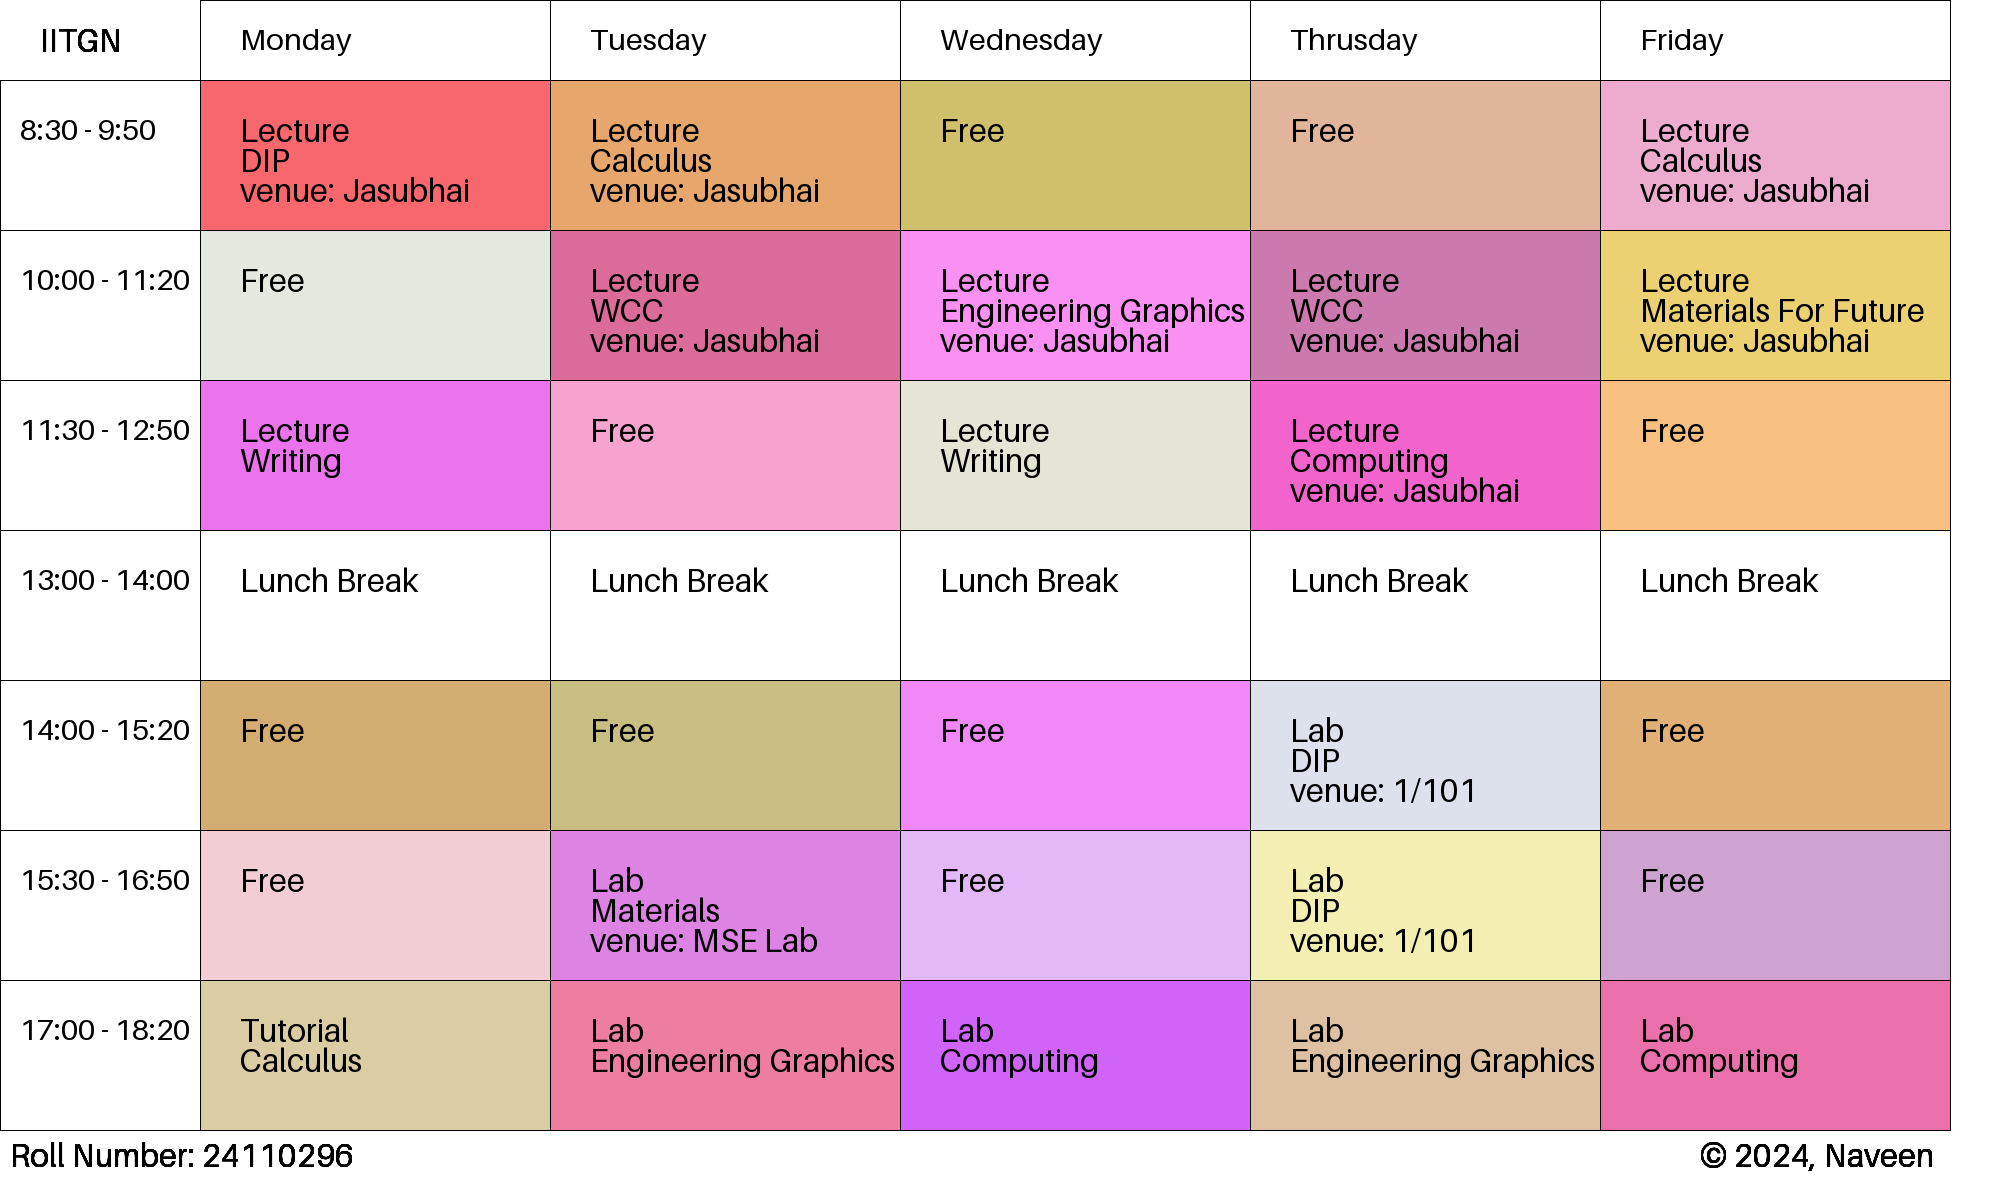 IITGN
Monday
Tuesday
Wednesday
Thrusday
Friday
8:30 - 9:50
Lecture
DIP
venue: Jasubhai
Lecture
Calculus
venue: Jasubhai
Free
Free
Lecture
Calculus
venue: Jasubhai
10:00 - 11:20
Free
Lecture
WCC
venue: Jasubhai
Lecture
Engineering Graphics
venue: Jasubhai
Lecture
WCC
venue: Jasubhai
Lecture
Materials For Future
venue: Jasubhai
11:30 - 12:50
Lecture
Writing
Free
Lecture
Writing
Lecture
Computing
venue: Jasubhai
Free
13:00 - 14:00
Lunch Break
Lunch Break
Lunch Break
Lunch Break
Lunch Break
14:00 - 15:20
Free
Free
Free
Lab
DIP
venue: 1/101
Free
15:30 - 16:50
Free
Lab
Materials
venue: MSE Lab
Free
Lab
DIP
venue: 1/101
Free
17:00 - 18:20
Tutorial
Calculus
Lab
Engineering Graphics
Lab
Computing
Lab
Engineering Graphics
Lab
Computing
Roll Number: 24110296
© 2024, Naveen